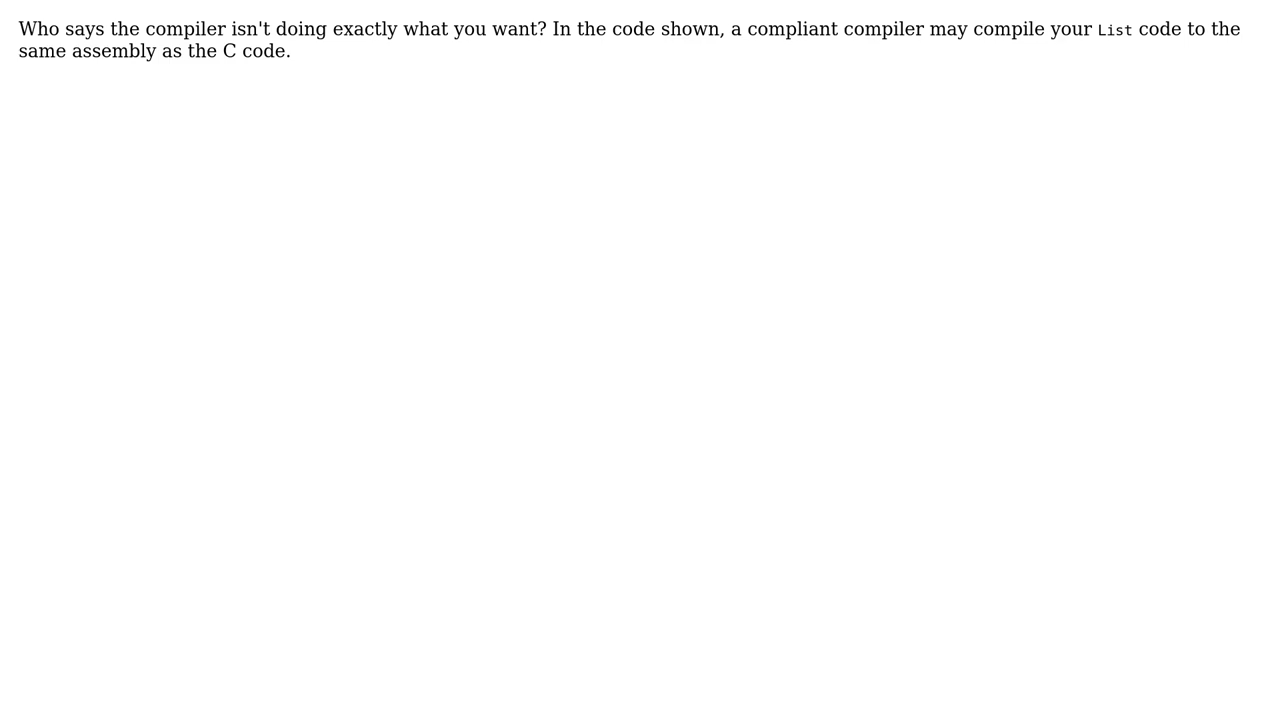 Who says the compiler isn't doing exactly what you want? In the code shown, a compliant compiler may compile your List code to the
same assembly as the C code.